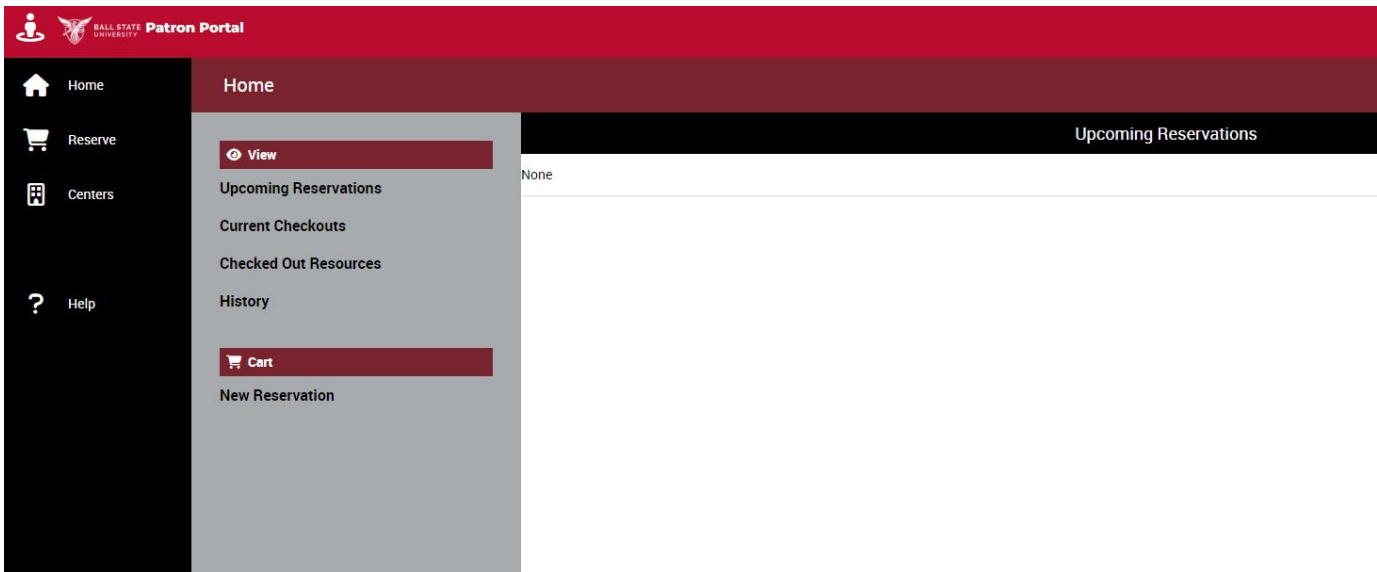 BALL STATE
UNIVERSITY
Patron Portal
Home
Reserve
Centers
Help
Home
View
Upcoming Reservations
Current Checkouts
Checked Out Resources
History
Cart
New Reservation
Upcoming Reservations
None